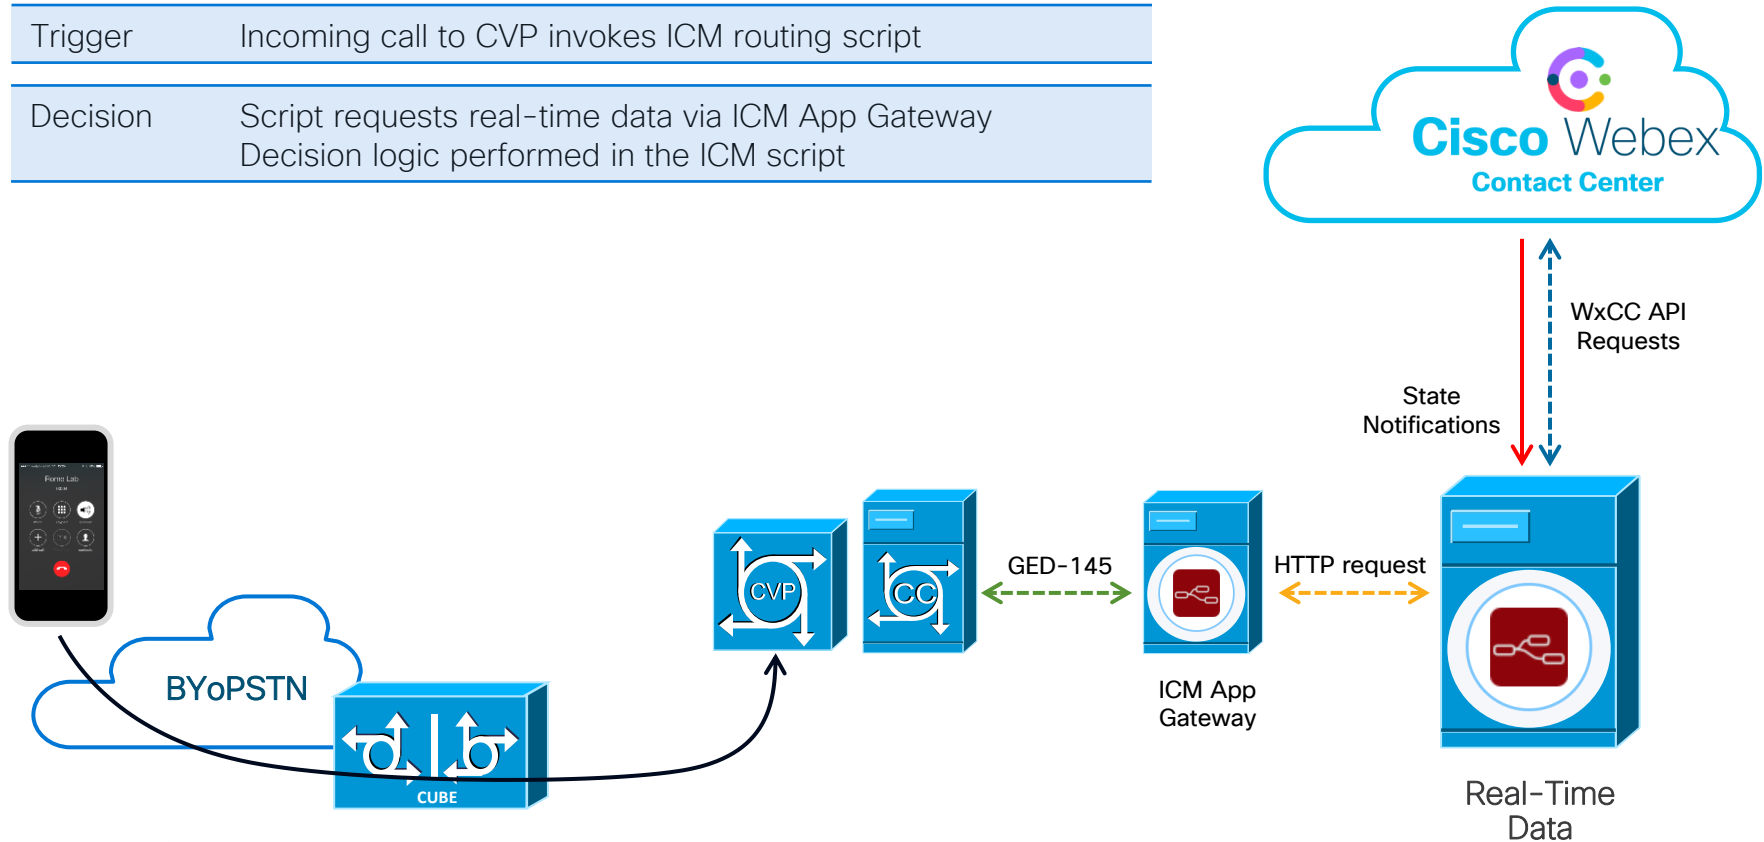 Trigger Incoming call to CVP invokes ICM routing script
Decision Script requests real-time data via ICM App Gateway
Decision logic performed in the ICM script
Cisco Webex
Contact Center
WxCC API
Requests
State
Notifications
Romo Lab
CVP
CC
GED-145
HTTP request
ICM App
Gateway
BYoPSTN
CUBE
Real-Time
Data